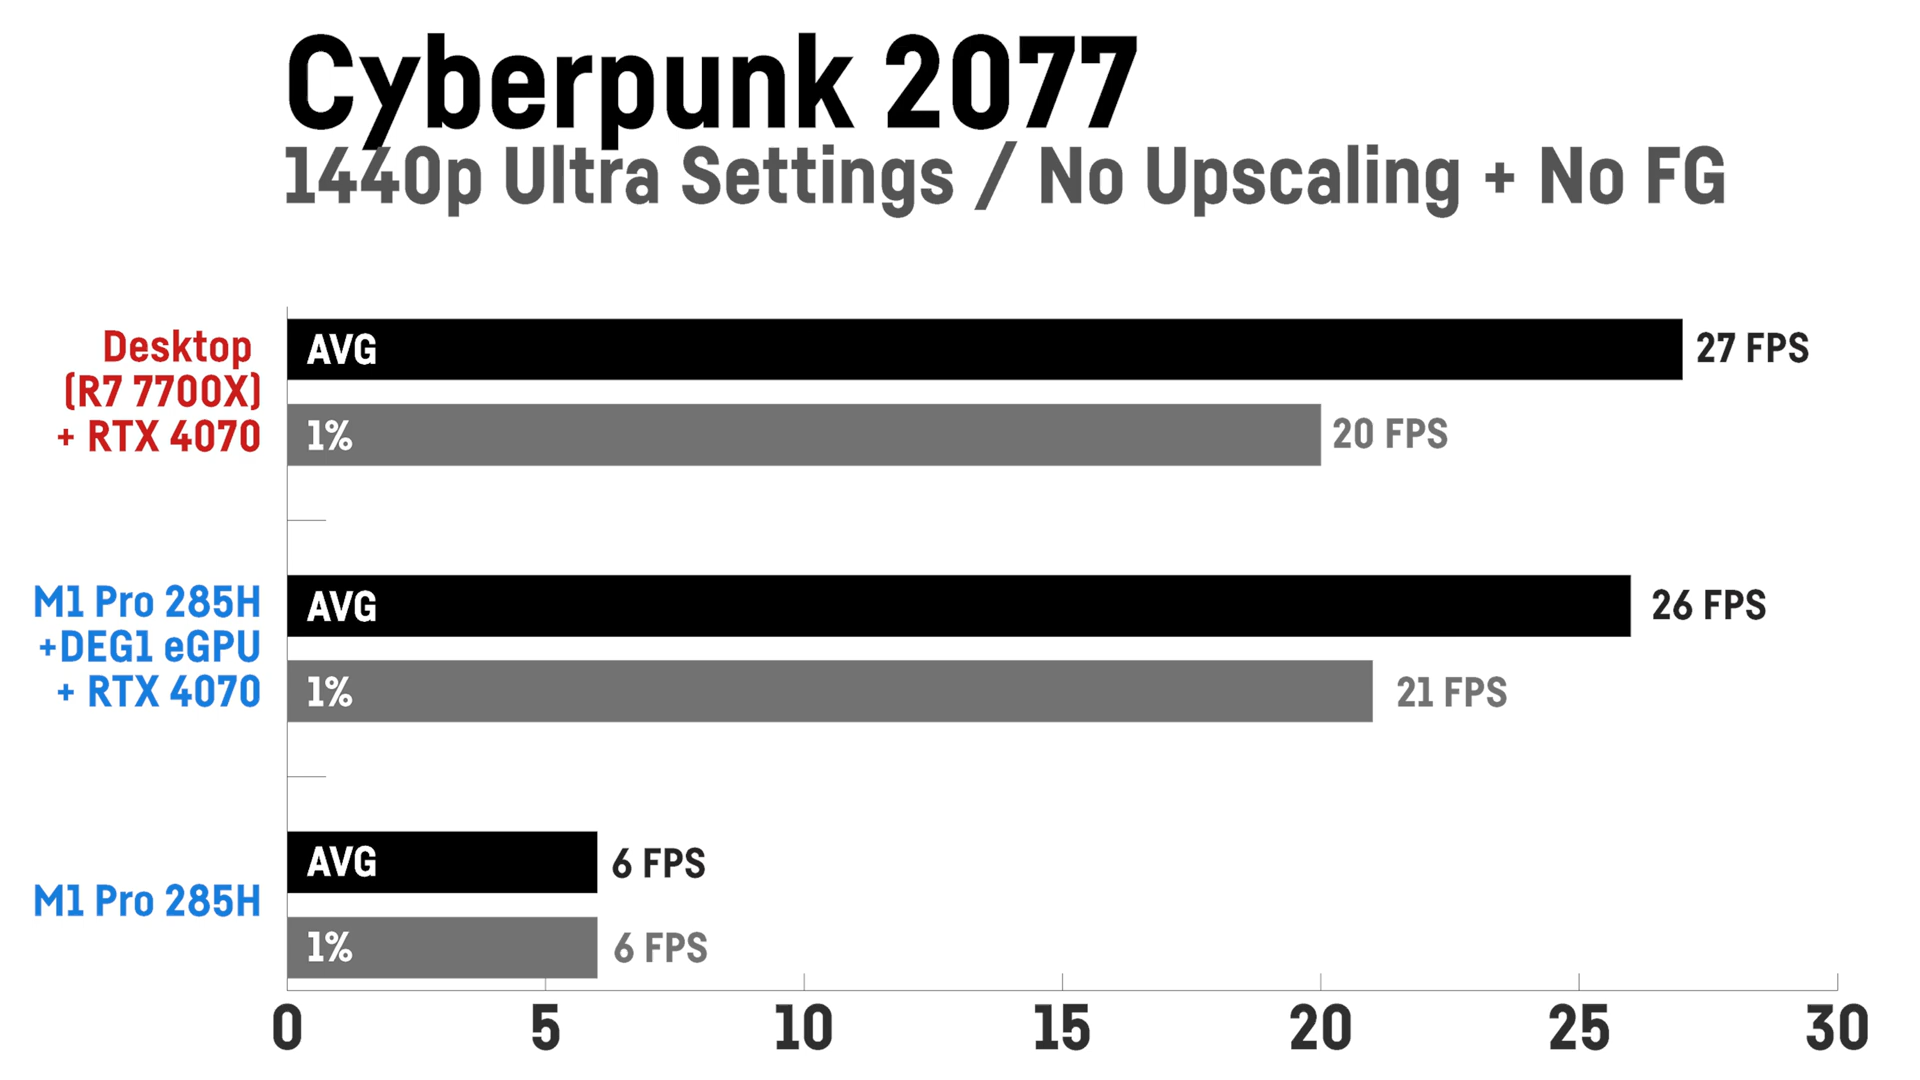 Cyberpunk 2077
1440p Ultra Settings / No Upscaling + No FG
Desktop
(R7 7700X)
+ RTX 4070
AVG
27 FPS
1%
20 FPS
M1 Pro 285H
+DEG1 eGPU
+ RTX 4070
AVG
26 FPS
1%
21 FPS
M1 Pro 285H
AVG
6 FPS
1%
6 FPS
0 5 10 15 20 25 30